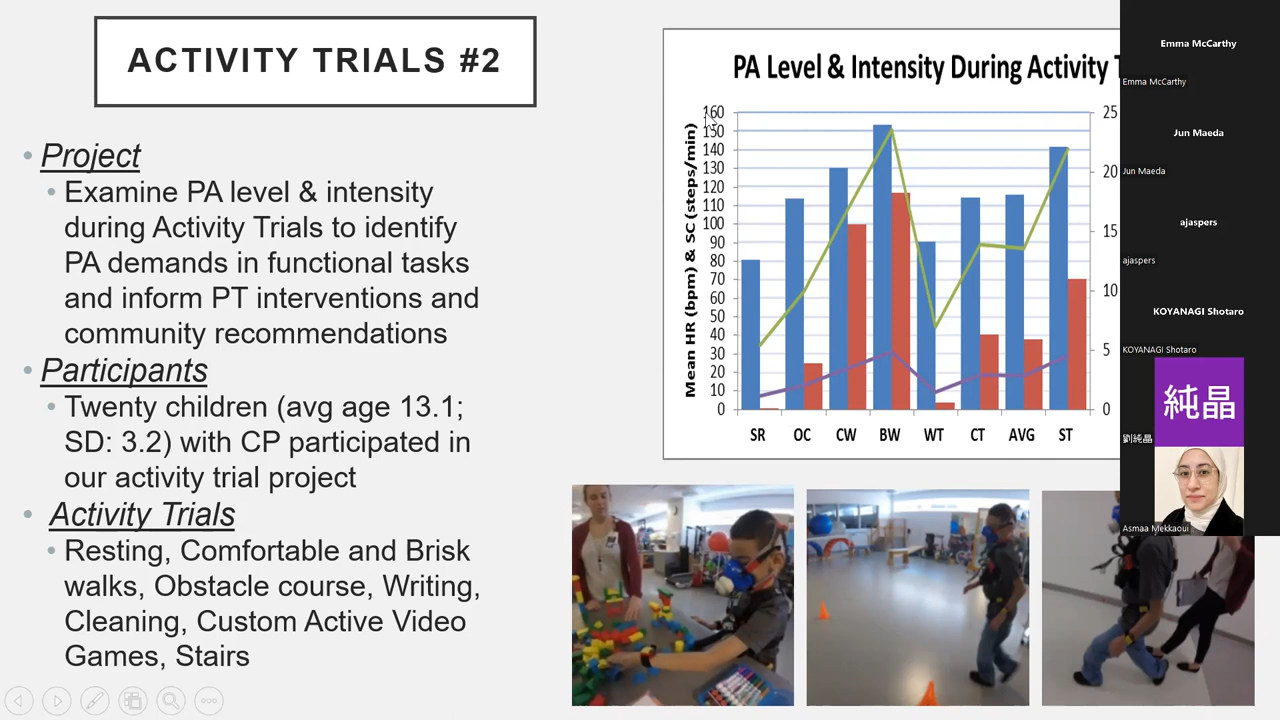 ACTIVITY TRIALS #2
• Project
• Examine PA level & intensity
during Activity Trials to identify
PA demands in functional tasks
and inform PT interventions and
community recommendations
• Participants
• Twenty children (avg age 13.1;
SD: 3.2) with CP participated in
our activity trial project
• Activity Trials
• Resting, Comfortable and Brisk
walks, Obstacle course, Writing,
Cleaning, Custom Active Video
Games, Stairs
PA Level & Intensity During Activity T
Mean HR (bpm) & SC (steps/min)
160
150
140
130
120
110
100
90
80
70
60
50
40
30
20
10
0
25
20
15
10
5
0
SR OC CW BW WT CT AVG ST
Emma McCarthy
Emma McCarthy
Jun Maeda
Jun Maeda
ajaspers
ajaspers
KOYANAGI Shotaro
KOYANAGI Shotaro
純晶
劉純晶
Asmaa Mekkaoui